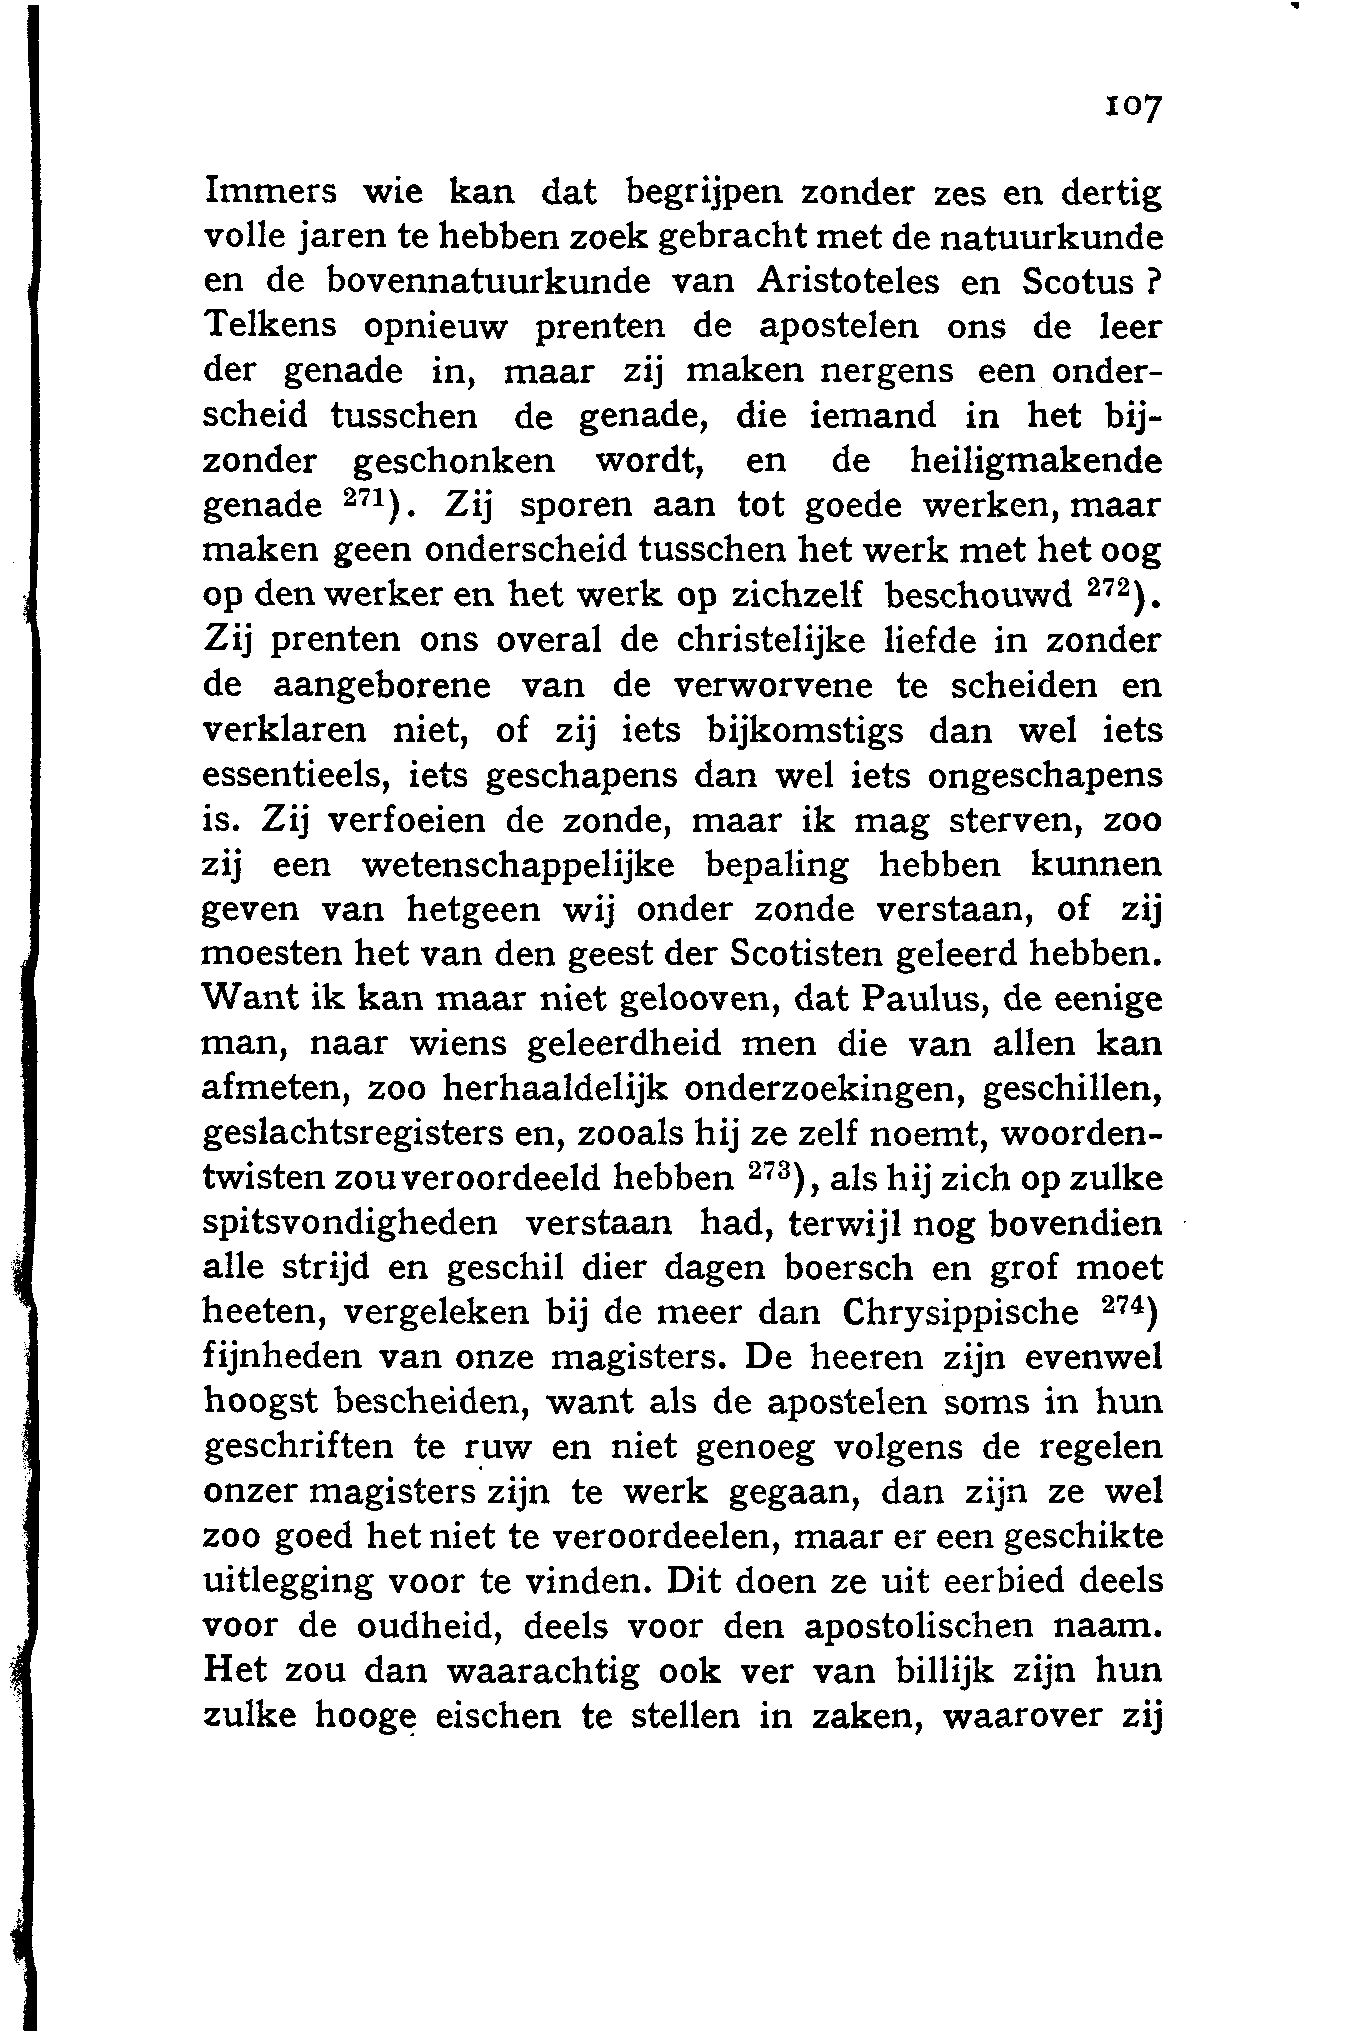 107
Immers wie kan dat begrijpen zonder zes en dertig
volle jaren te hebben zoek gebracht met de natuurkunde
en de bovennatuurkunde van Aristoteles en Scotus ?
Telkens opnieuw prenten de apostelen ons de leer
der genade in, maar zij maken nergens een onder-
scheid tusschen de genade, die iemand in het bij-
zonder geschonken wordt, en de heiligmakende
genade ²⁷¹). Zij sporen aan tot goede werken, maar
maken geen onderscheid tusschen het werk met het oog
op den werker en het werk op zichzelf beschouwd ²⁷²).
Zij prenten ons overal de christelijke liefde in zonder
de aangeborene van de verworvene te scheiden en
verklaren niet, of zij iets bijkomstigs dan wel iets
essentieels, iets geschapens dan wel iets ongeschapens
is. Zij verfoeien de zonde, maar ik mag sterven, zoo
zij een wetenschappelijke bepaling hebben kunnen
geven van hetgeen wij onder zonde verstaan, of zij
moesten het van den geest der Scotisten geleerd hebben.
Want ik kan maar niet gelooven, dat Paulus, de eenige
man, naar wiens geleerdheid men die van allen kan
afmeten, zoo herhaaldelijk onderzoekingen, geschillen,
geslachtsregisters en, zooals hij ze zelf noemt, woorden-
twisten zou veroordeeld hebben ²⁷³), als hij zich op zulke
spitsvondigheden verstaan had, terwijl nog bovendien
alle strijd en geschil dier dagen boersch en grof moet
heeten, vergeleken bij de meer dan Chrysippische ²⁷⁴)
fijnheden van onze magisters. De heeren zijn evenwel
hoogst bescheiden, want als de apostelen soms in hun
geschriften te ruw en niet genoeg volgens de regelen
onzer magisters zijn te werk gegaan, dan zijn ze wel
zoo goed het niet te veroordeelen, maar er een geschikte
uitlegging voor te vinden. Dit doen ze uit eerbied deels
voor de oudheid, deels voor den apostolischen naam.
Het zou dan waarachtig ook ver van billijk zijn hun
zulke hooge eischen te stellen in zaken, waarover zij